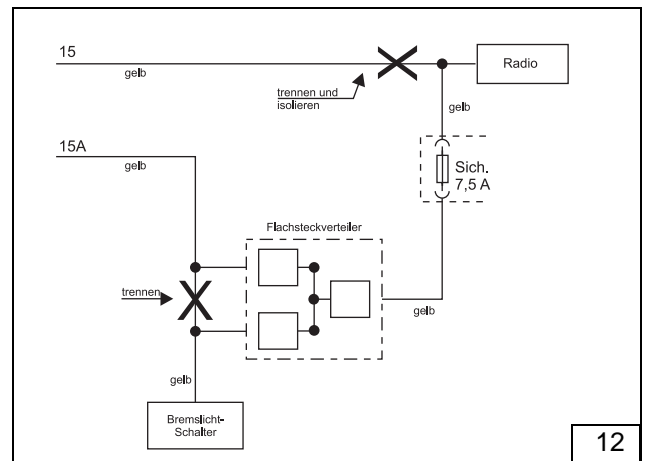 15
gelb
Radio
trennen und
isolieren
gelb
15A
gelb
Sich.
7,5 A
Flachsteckverteiler
trennen
gelb
gelb
Bremslicht-
Schalter
12